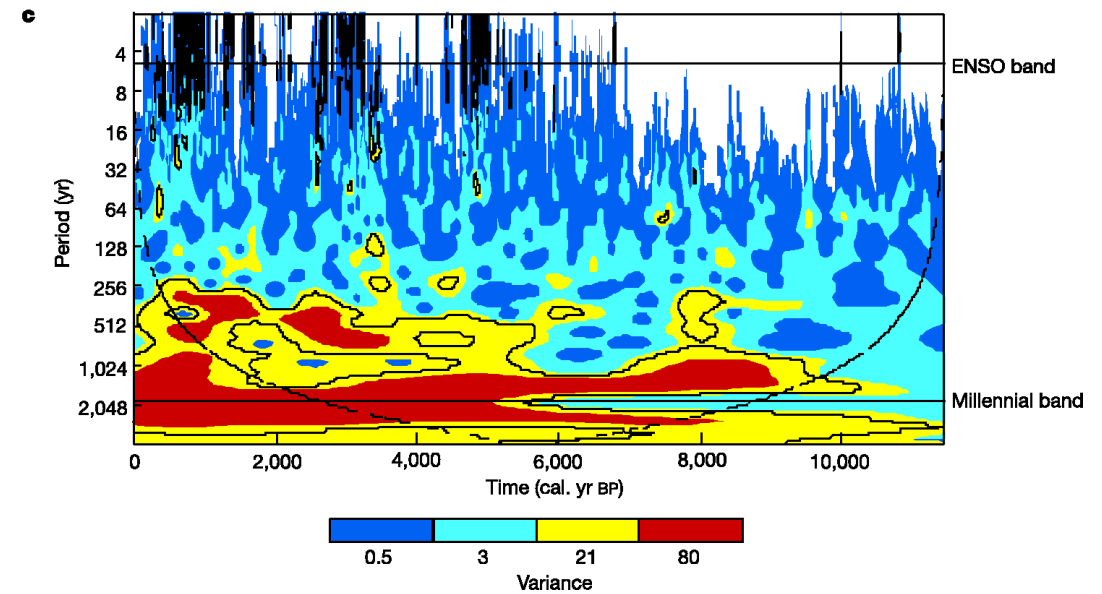 c
4
8
16
32
64
128
256
512
1,024
2,048
Period (yr)
ENSO band
Millennial band
0 2,000 4,000 6,000 8,000 10,000
Time (cal. yr BP)
0.5 3 21 80
Variance